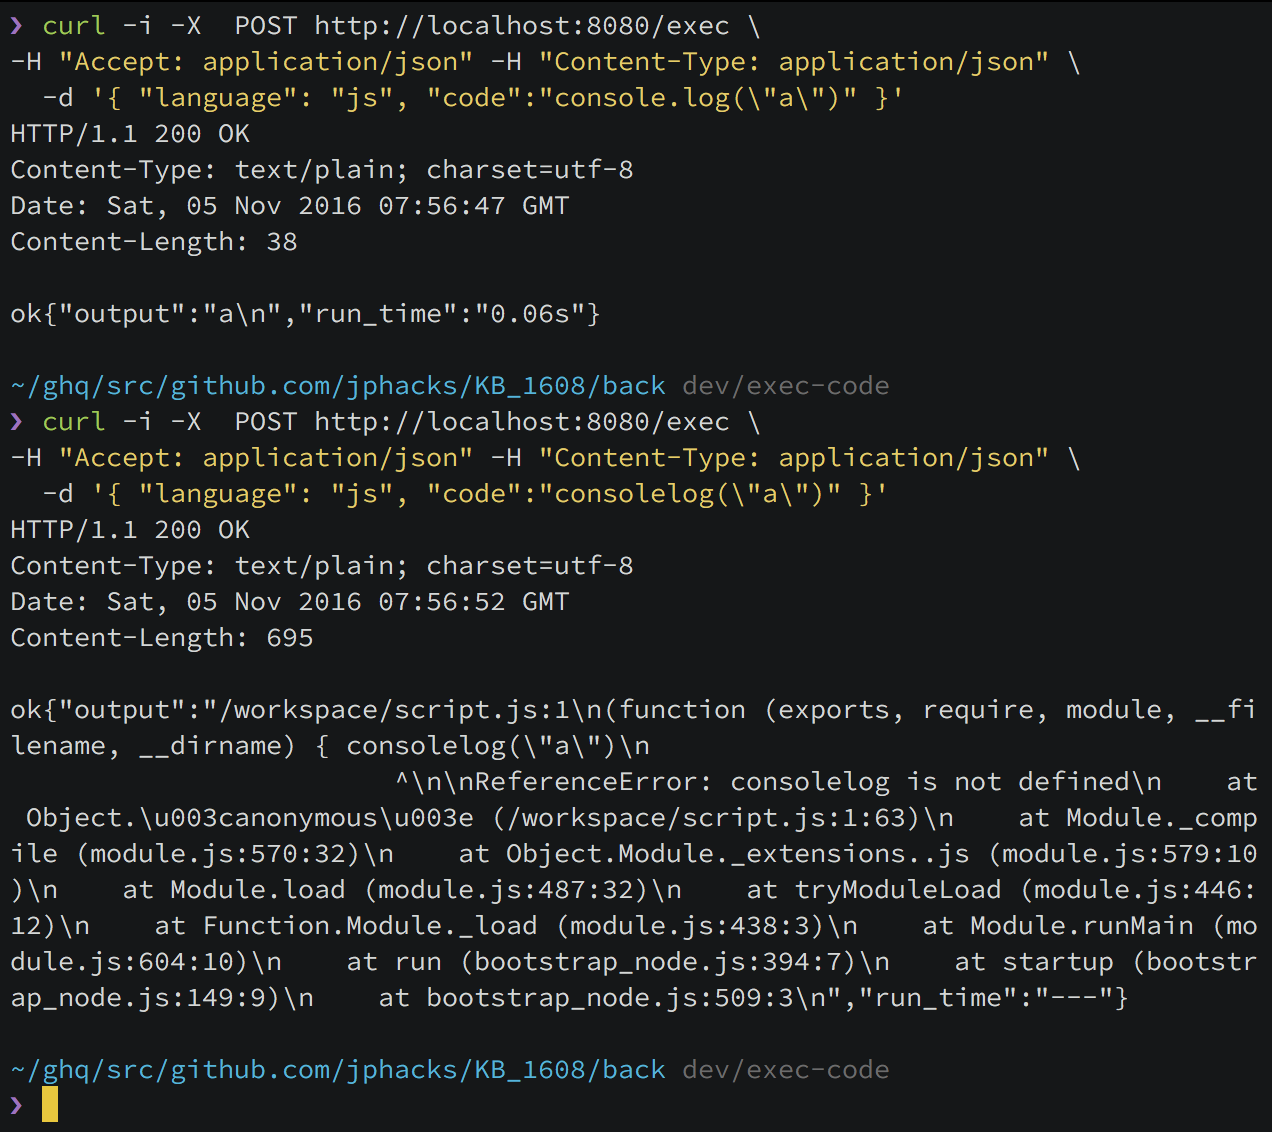 ❯ curl -i -X  POST http://localhost:8080/exec \
-H "Accept: application/json" -H "Content-Type: application/json" \
  -d '{ "language": "js", "code":"console.log(\"a\")" }'
HTTP/1.1 200 OK
Content-Type: text/plain; charset=utf-8
Date: Sat, 05 Nov 2016 07:56:47 GMT
Content-Length: 38

ok{"output":"a\n","run_time":"0.06s"}

~/ghq/src/github.com/jphacks/KB_1608/back dev/exec-code
❯ curl -i -X  POST http://localhost:8080/exec \
-H "Accept: application/json" -H "Content-Type: application/json" \
  -d '{ "language": "js", "code":"consolelog(\"a\")" }'
HTTP/1.1 200 OK
Content-Type: text/plain; charset=utf-8
Date: Sat, 05 Nov 2016 07:56:52 GMT
Content-Length: 695

ok{"output":"/workspace/script.js:1\n(function (exports, require, module, __fi
lename, __dirname) { consolelog(\"a\")\n
                        ^\n\nReferenceError: consolelog is not defined\n    at
 Object.\u003canonymous\u003e (/workspace/script.js:1:63)\n    at Module._comp
ile (module.js:570:32)\n    at Object.Module._extensions..js (module.js:579:10
)\n    at Module.load (module.js:487:32)\n    at tryModuleLoad (module.js:446:
12)\n    at Function.Module._load (module.js:438:3)\n    at Module.runMain (mo
dule.js:604:10)\n    at run (bootstrap_node.js:394:7)\n    at startup (bootstr
ap_node.js:149:9)\n    at bootstrap_node.js:509:3\n","run_time":"---"}

~/ghq/src/github.com/jphacks/KB_1608/back dev/exec-code
❯